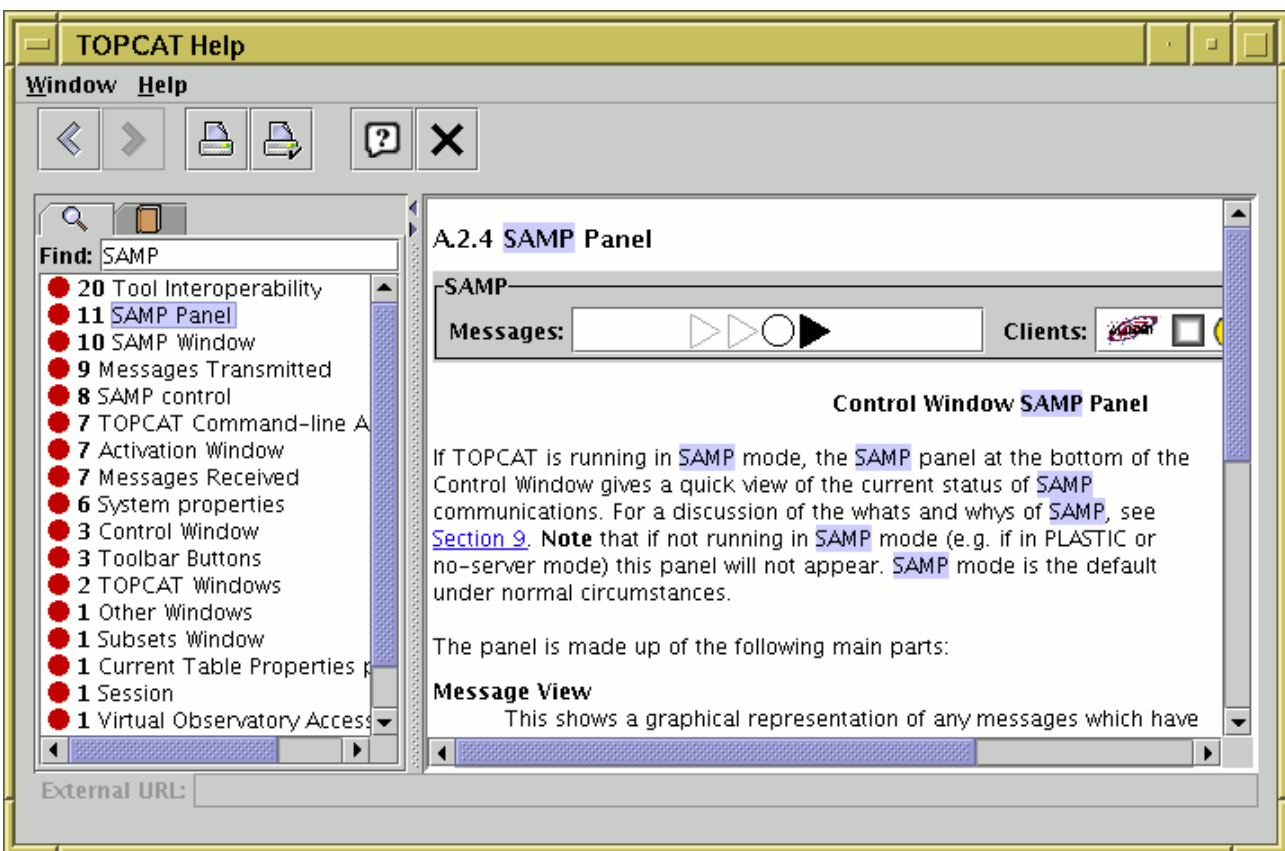 TOPCAT Help
Window Help
Find: SAMP
20 Tool Interoperability
11 SAMP Panel
10 SAMP Window
9 Messages Transmitted
8 SAMP control
7 TOPCAT Command-line A
7 Activation Window
7 Messages Received
6 System properties
3 Control Window
3 Toolbar Buttons
2 TOPCAT Windows
1 Other Windows
1 Subsets Window
1 Current Table Properties p
1 Session
1 Virtual Observatory Access
A.2.4 SAMP Panel
SAMP
Messages: Clients:
Control Window SAMP Panel
If TOPCAT is running in SAMP mode, the SAMP panel at the bottom of the
Control Window gives a quick view of the current status of SAMP
communications. For a discussion of the whats and whys of SAMP, see
Section 9. Note that if not running in SAMP mode (e.g. if in PLASTIC or
no-server mode) this panel will not appear. SAMP mode is the default
under normal circumstances.
The panel is made up of the following main parts:
Message View
This shows a graphical representation of any messages which have
External URL: